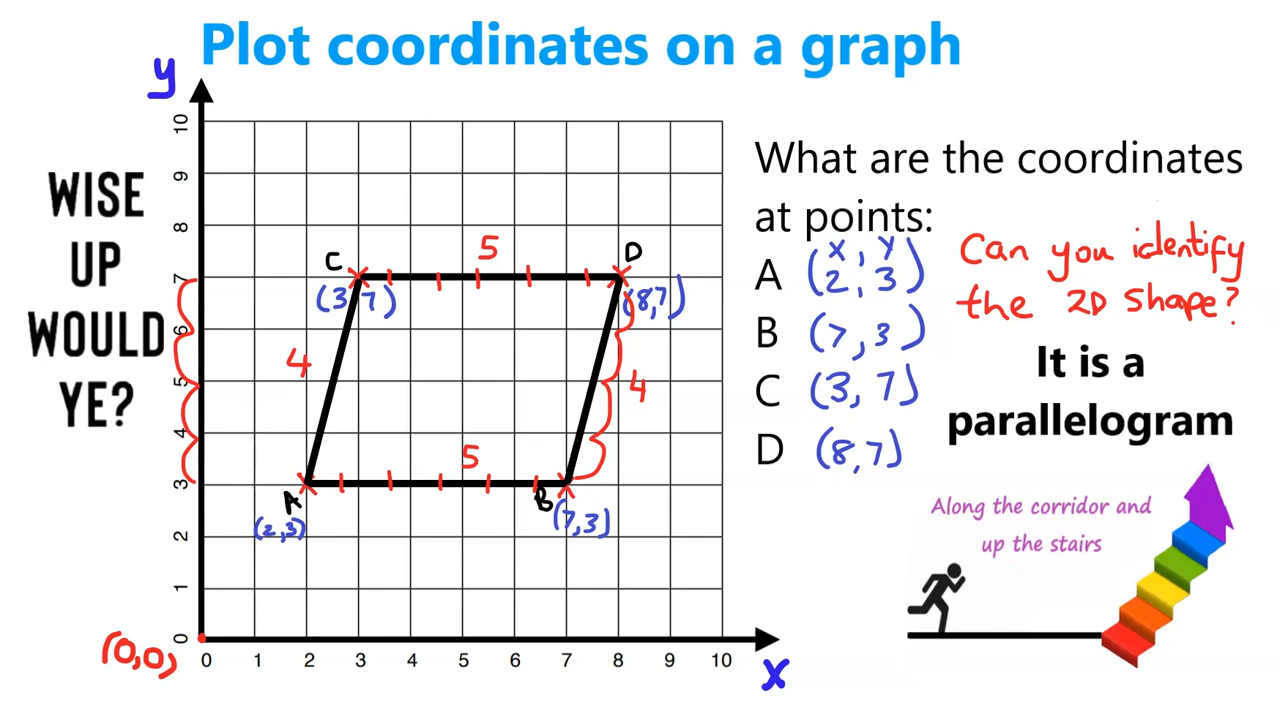 Plot coordinates on a graph
y
WISE
UP
WOULD
YE?
10
9
8
7
6
5
4
3
2
1
0
0 1 2 3 4 5 6 7 8 9 10
x
(0,0)
C
5
D
(3,7)
(8,7)
4
4
5
A
B
(2,3)
(7,3)
What are the coordinates
at points:
(x, y)
A (2, 3)
B (7, 3)
C (3, 7)
D (8,7)
Can you identify
the 2D shape?
It is a
parallelogram
Along the corridor and
up the stairs